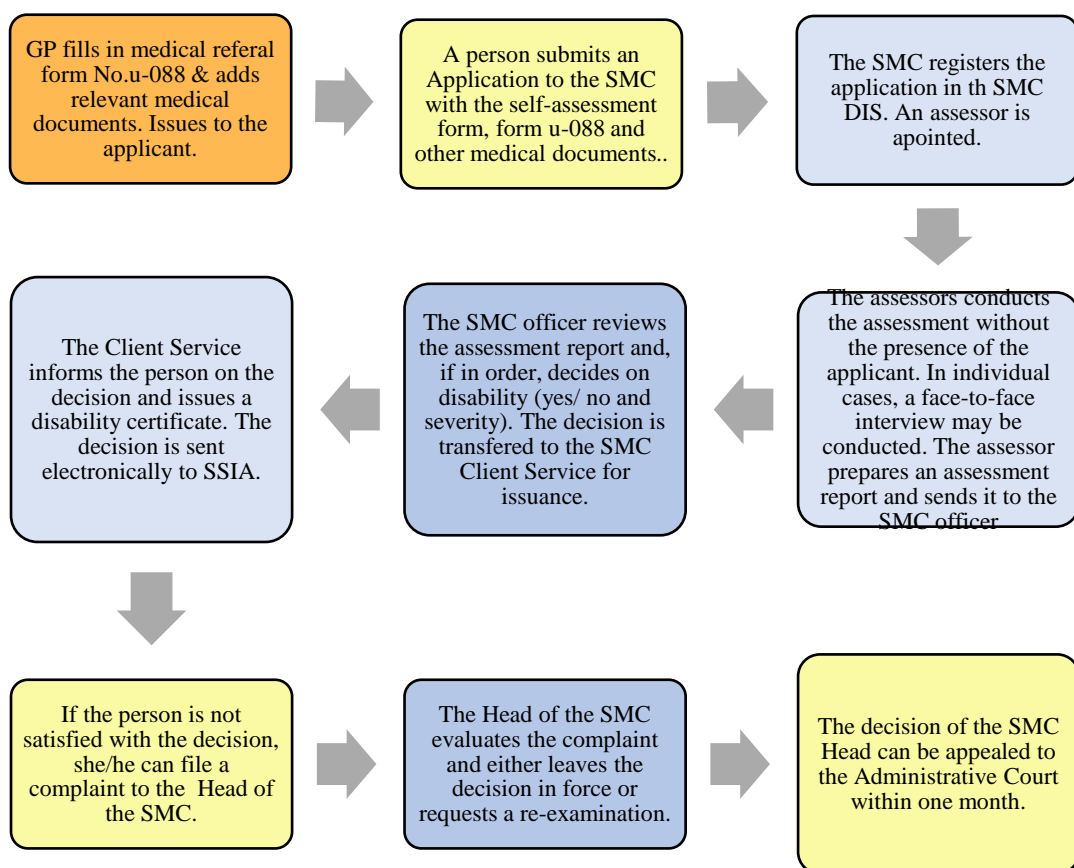 GP fills in medical referal
form No.u-088 & adds
relevant medical
documents. Issues to the
applicant.
A person submits an
Application to the SMC
with the self-assessment
form, form u-088 and
other medical documents..
The SMC registers the
application in th SMC
DIS. An assessor is
apointed.
The assessors conducts
the assessment without
the presence of the
applicant. In individual
cases, a face-to-face
interview may be
conducted. The assessor
prepares an assessment
report and sends it to the
SMC officer
The SMC officer reviews
the assessment report and,
if in order, decides on
disability (yes/ no and
severity). The decision is
transfered to the SMC
Client Service for
issuance.
The Client Service
informs the person on the
decision and issues a
disability certificate. The
decision is sent
electronically to SSIA.
If the person is not
satisfied with the decision,
she/he can file a
complaint to the Head of
the SMC.
The Head of the SMC
evaluates the complaint
and either leaves the
decision in force or
requests a re-examination.
The decision of the SMC
Head can be appealed to
the Administrative Court
within one month.